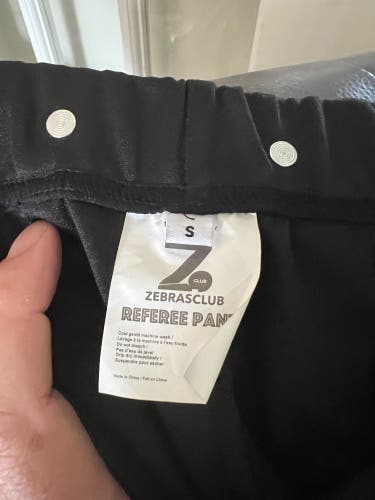 S
CLUB
ZEBRASCLUB
REFEREE PAN
Cold gentle machine wash /
Lavage à la machine à l'eau froide
Do not bleach /
Pas d'eau de javel
Drip dry immediately /
Suspendre pour sécher
Made in China / Fait en Chine